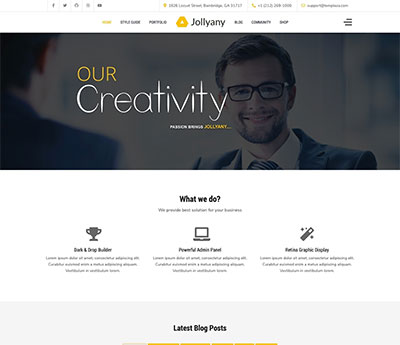 2828 Locust Street, Bainbridge, GA 31717
+1 (212) 268-1000
support@templaza.com
HOME
STYLE GUIDE
PORTFOLIO
Jollyany
BLOG
COMMUNITY
SHOP
OUR
Creativity
PASSION BRINGS JOLLYANY...
What we do?
We provide best solution for your business
Dark & Drop Builder
Lorem ipsum dolor sit amet, consectetur adipiscing elit.
Curabitur euismod enim a metus adipiscing aliquam.
Vestibulum in vestibulum lorem.
Powerful Admin Panel
Lorem ipsum dolor sit amet, consectetur adipiscing elit.
Curabitur euismod enim a metus adipiscing aliquam.
Vestibulum in vestibulum lorem.
Retina Graphic Display
Lorem ipsum dolor sit amet, consectetur adipiscing elit.
Curabitur euismod enim a metus adipiscing aliquam.
Vestibulum in vestibulum lorem.
Latest Blog Posts